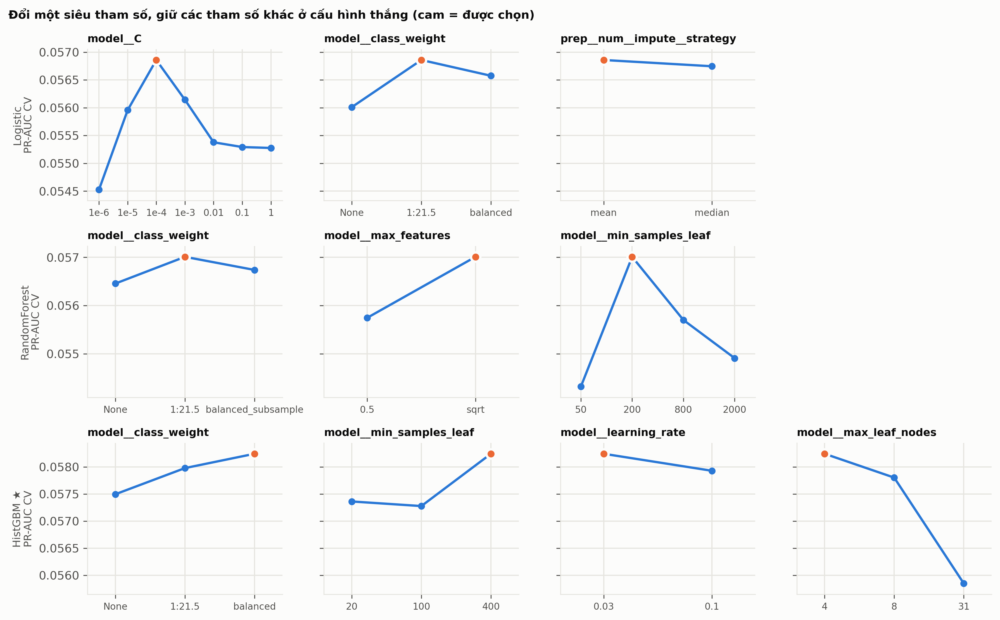 Đổi một siêu tham số, giữ các tham số khác ở cấu hình thắng (cam = được chọn)
model__C
model__class_weight
prep__num__impute__strategy
Logistic
PR-AUC CV
0.0570
0.0565
0.0560
0.0555
0.0550
0.0545
1e-6 1e-5 1e-4 1e-3 0.01 0.1 1
None 1:21.5 balanced
mean median
model__class_weight
model__max_features
model__min_samples_leaf
RandomForest
PR-AUC CV
0.057
0.056
0.055
None 1:21.5 balanced_subsample
0.5 sqrt
50 200 800 2000
model__class_weight
model__min_samples_leaf
model__learning_rate
model__max_leaf_nodes
HistGBM ★
PR-AUC CV
0.0580
0.0575
0.0570
0.0565
0.0560
None 1:21.5 balanced
20 100 400
0.03 0.1
4 8 31